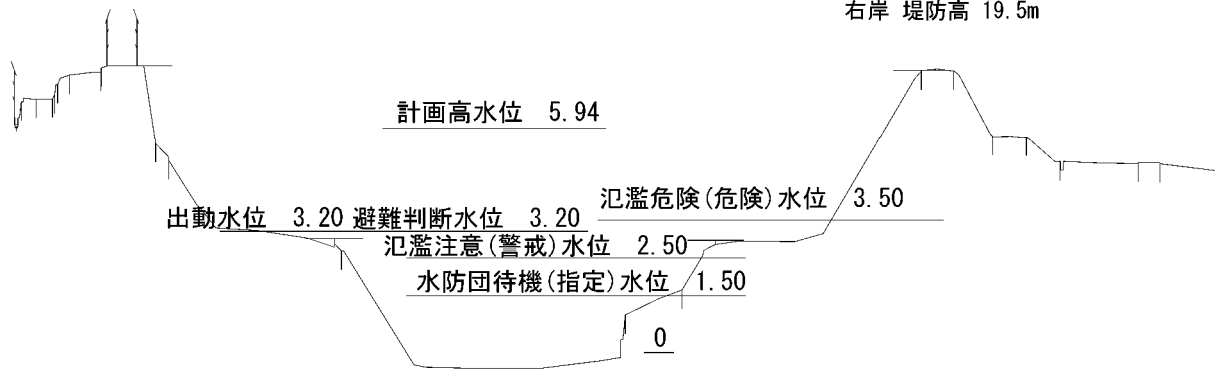 右岸 堤防高 19.5m
計画高水位 5.94
氾濫危険(危険)水位 3.50
出動水位 3.20 避難判断水位 3.20
氾濫注意(警戒)水位 2.50
水防団待機(指定)水位 1.50
0